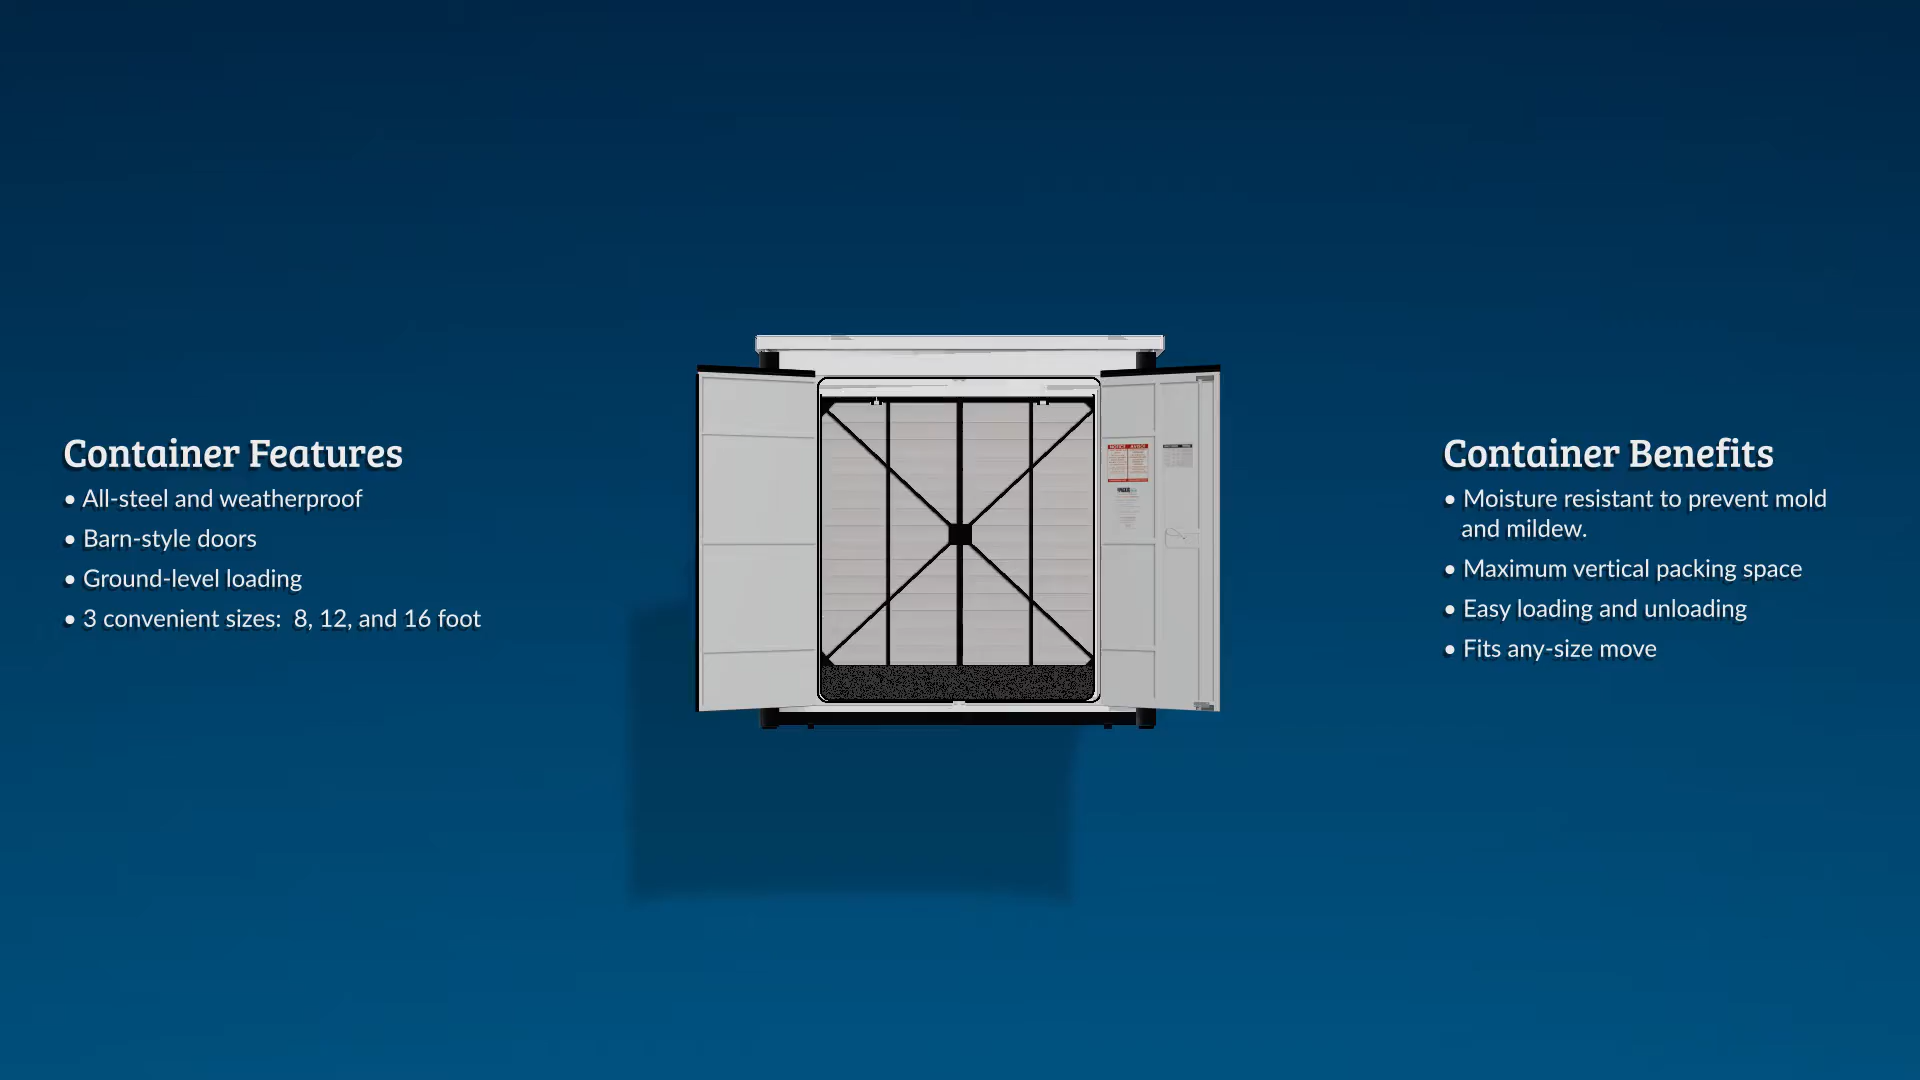 Container Features
• All-steel and weatherproof
• Barn-style doors
• Ground-level loading
• 3 convenient sizes:  8, 12, and 16 foot
NOTICE AVISO
Container Benefits
• Moisture resistant to prevent mold
and mildew.
• Maximum vertical packing space
• Easy loading and unloading
• Fits any-size move